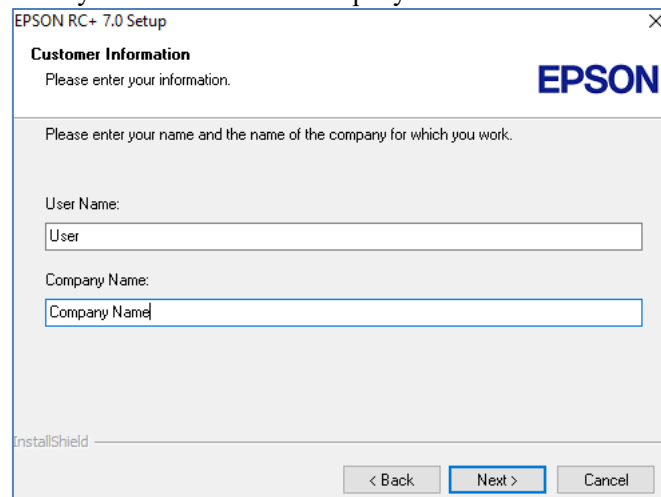 EPSON RC+ 7.0 Setup
Customer Information
Please enter your information.
EPSON
Please enter your name and the name of the company for which you work.
User Name:
User
Company Name:
Company Name
InstallShield
< Back
Next >
Cancel